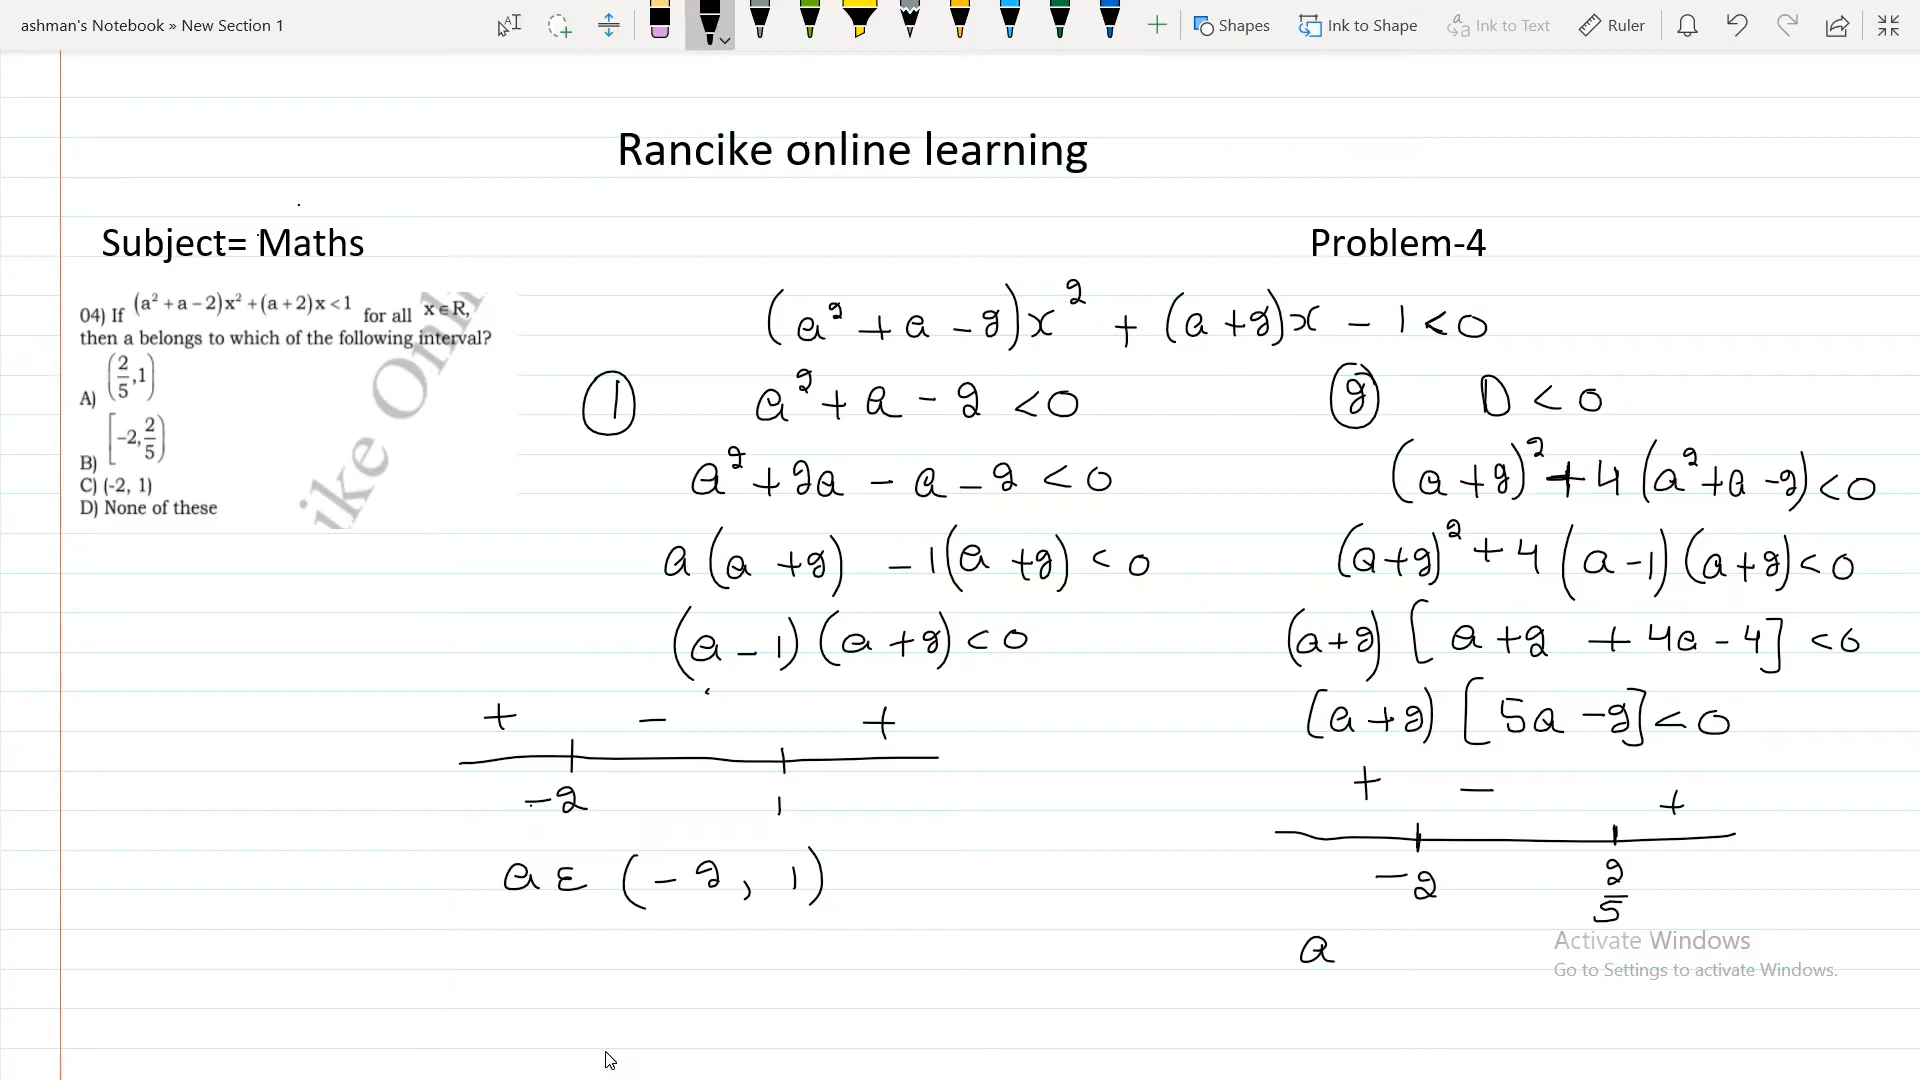 ashman's Notebook » New Section 1
Shapes
Ink to Shape
Ink to Text
Ruler
Rancike online learning
Subject= Maths
Problem-4
04) If (a² + a − 2)x² + (a + 2)x < 1 for all x ∈ R,
then a belongs to which of the following interval?
A) (2/5, 1)
B) [−2, 2/5)
C) (-2, 1)
D) None of these
ike Onli
(a² + a − 2)x² + (a + 2)x − 1 < 0
① a² + a − 2 < 0
a² + 2a − a − 2 < 0
a(a + 2) − 1(a + 2) < 0
(a − 1)(a + 2) < 0
+ − +
−2 1
a ε (−2, 1)
② D < 0
(a + 2)² + 4(a² + a − 2) < 0
(a + 2)² + 4(a − 1)(a + 2) < 0
(a + 2)[a + 2 + 4a − 4] < 0
(a + 2)[5a − 2] < 0
+ − +
−2 2/5
a
Activate Windows
Go to Settings to activate Windows.